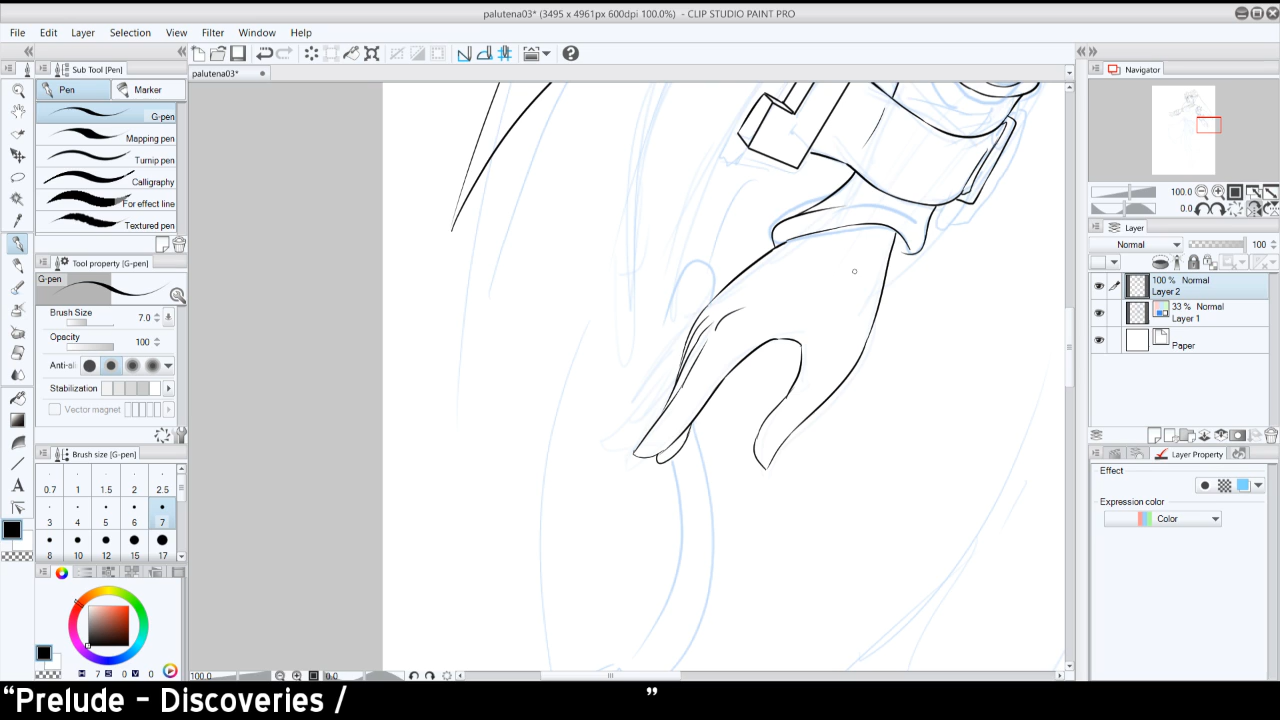 palutena03* (3495 x 4961px 600dpi 100.0%) - CLIP STUDIO PAINT PRO
File Edit Layer Selection View Filter Window Help
Sub Tool [Pen]
palutena03*
Navigator
Pen Marker
G-pen
Mapping pen
Turnip pen
Calligraphy
For effect line
Textured pen
100.0
0.0
Layer
Normal 100
100 % Normal
Layer 2
33 % Normal
Layer 1
Paper
Tool property [G-pen]
G-pen
Brush Size 7.0
Opacity 100
Anti-ali
Stabilization
Vector magnet
Layer Property
Effect
Expression color
Color
Brush size [G-pen]
0.7 1 1.5 2 2.5
3 4 5 6 7
8 10 12 15 17
H 7 S 0 V 0
100.0 0.0
“Prelude - Discoveries / ”